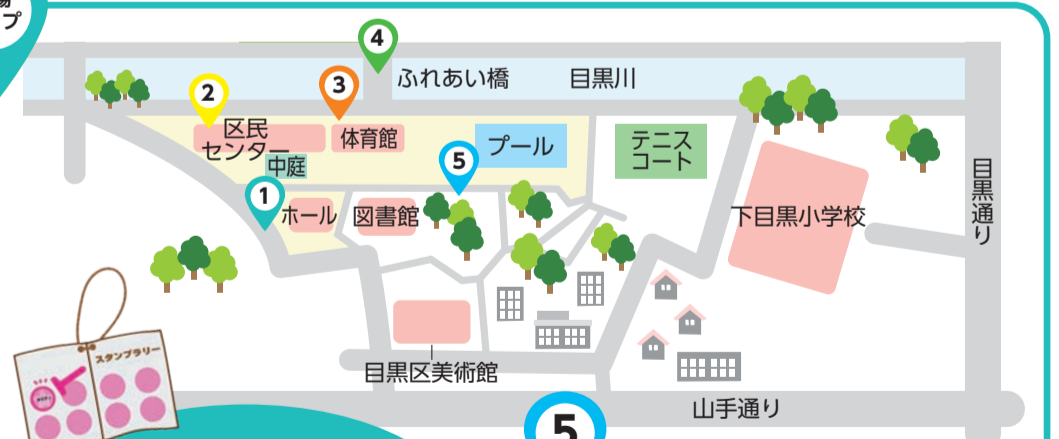 プ
4
ふれあい橋
目黒川
2
3
区民
センター
体育館
プール
テニス
コート
中庭
5
1
ホール
図書館
下目黒小学校
目黒通り
スタンプラリー
目黒区美術館
山手通り
5